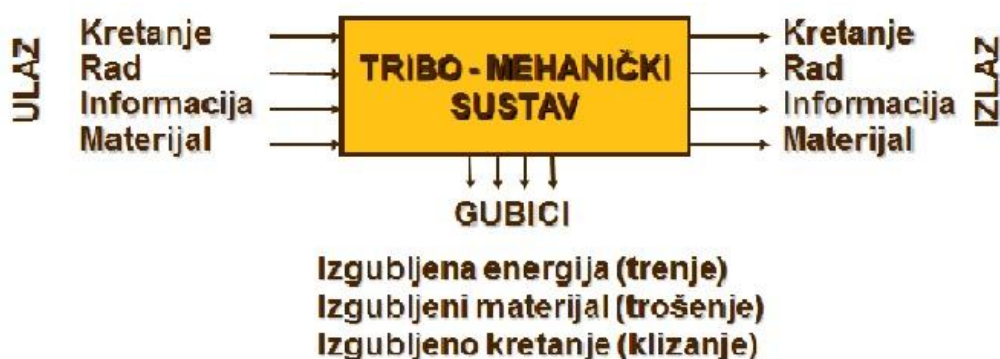 ULAZ
Kretanje
Rad
Informacija
Materijal
TRIBO - MEHANIČKI
SUSTAV
Kretanje
Rad
Informacija
Materijal
IZLAZ
GUBICI
Izgubljena energija (trenje)
Izgubljeni materijal (trošenje)
Izgubljeno kretanje (klizanje)